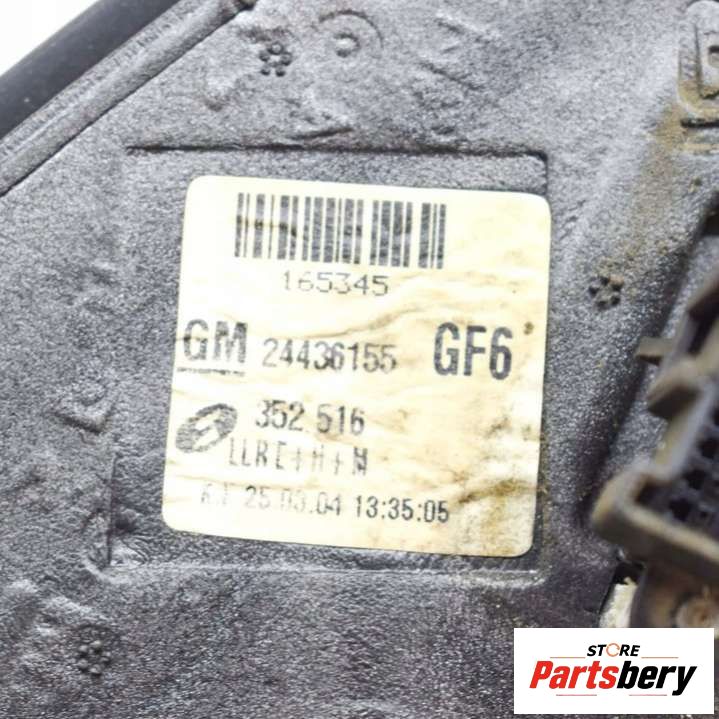 165345
GM 24436155 GF6
352 516
LLRE+H+M
25.03.04 13:35:05
STORE
Partsbery